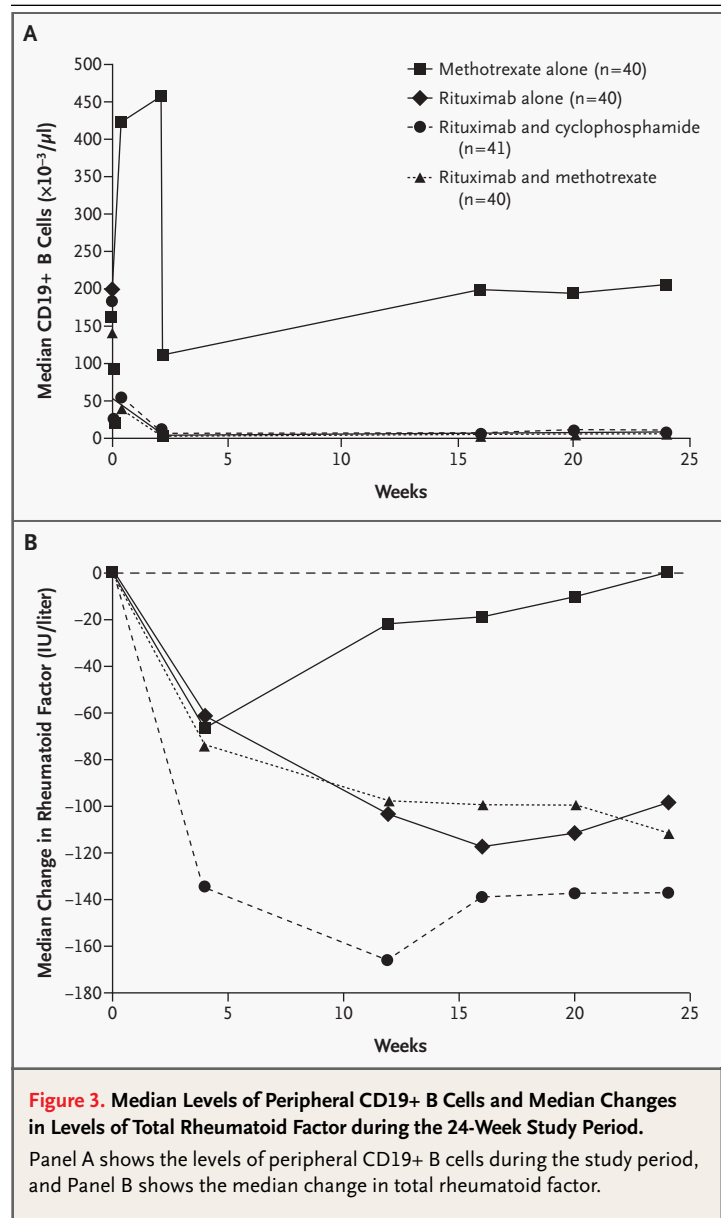 A
Median CD19+ B Cells (×10⁻³/µl)
500
450
400
350
300
250
200
150
100
50
0
Methotrexate alone (n=40)
Rituximab alone (n=40)
Rituximab and cyclophosphamide
(n=41)
Rituximab and methotrexate
(n=40)
0
5
10
15
20
25
Weeks
B
Median Change in Rheumatoid Factor (IU/liter)
0
−20
−40
−60
−80
−100
−120
−140
−160
−180
0
5
10
15
20
25
Weeks
Figure 3. Median Levels of Peripheral CD19+ B Cells and Median Changes
in Levels of Total Rheumatoid Factor during the 24-Week Study Period.
Panel A shows the levels of peripheral CD19+ B cells during the study period,
and Panel B shows the median change in total rheumatoid factor.